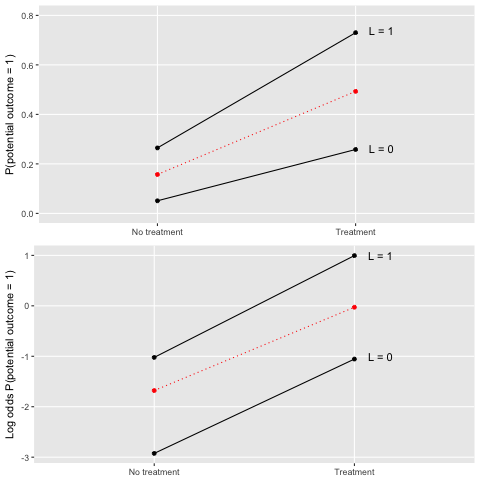 P(potential outcome = 1)
0.8
0.6
0.4
0.2
0.0
L = 1
L = 0
No treatment
Treatment
Log odds P(potential outcome = 1)
1
0
-1
-2
-3
L = 1
L = 0
No treatment
Treatment